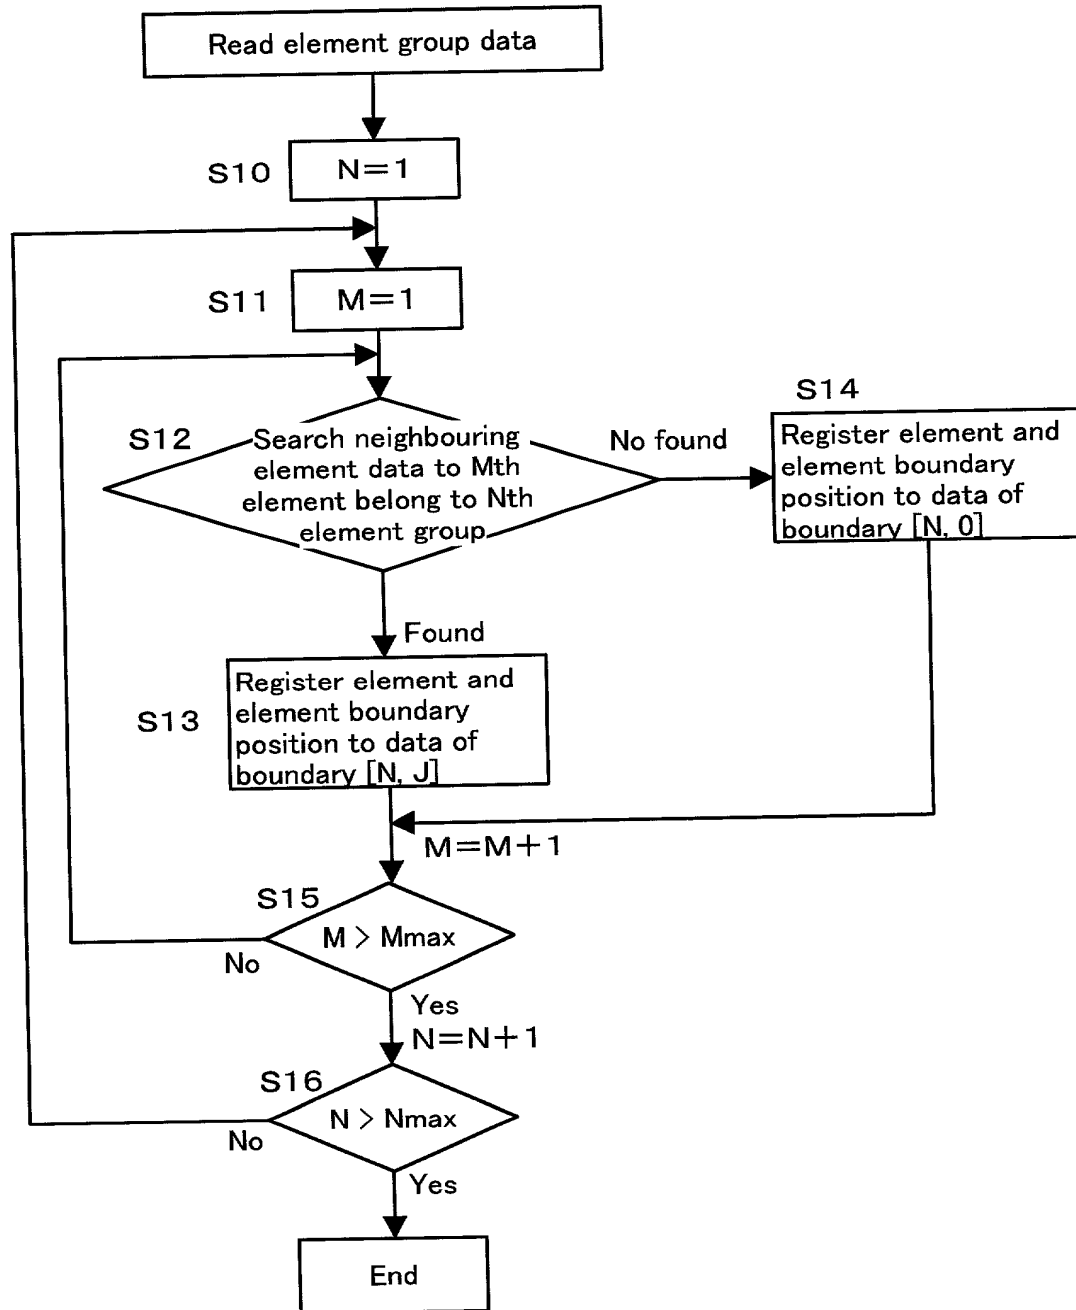 Read element group data
S10
N=1
S11
M=1
S12
Search neighbouring
element data to Mth
element belong to Nth
element group
No found
S14
Register element and
element boundary
position to data of
boundary [N, 0]
Found
S13
Register element and
element boundary
position to data of
boundary [N, J]
M=M+1
S15
M > Mmax
No
Yes
N=N+1
S16
N > Nmax
No
Yes
End